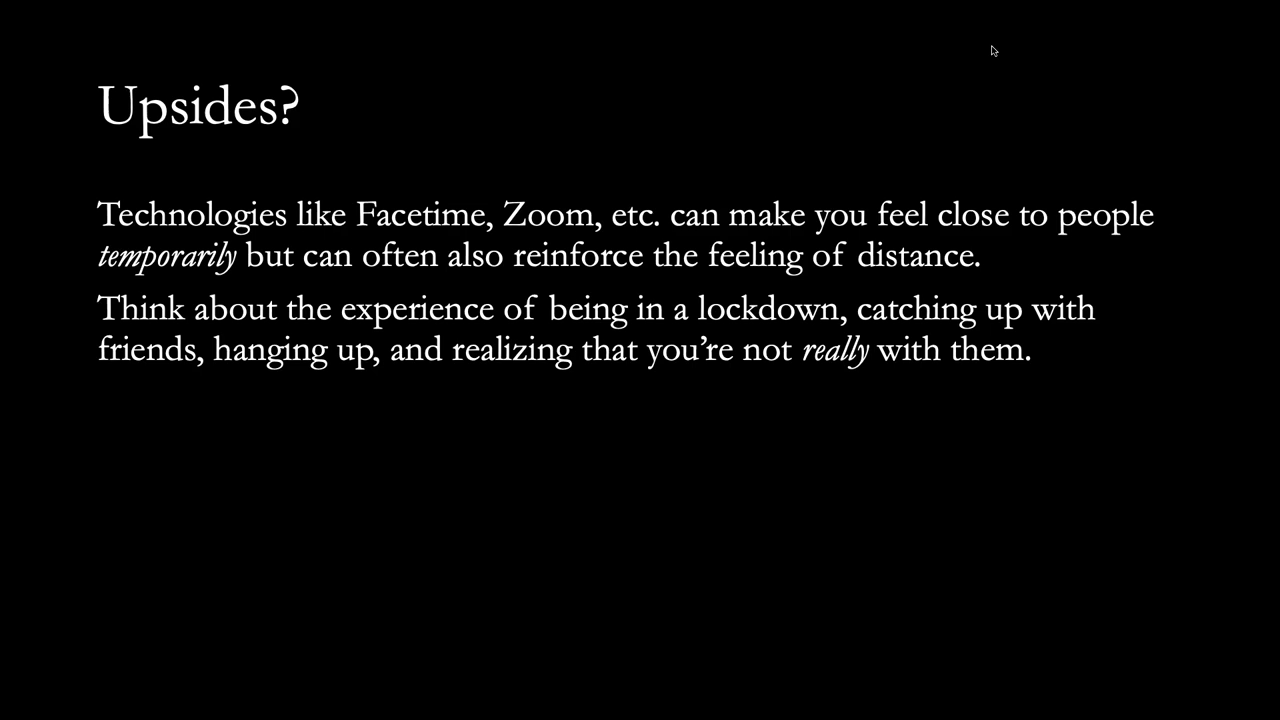 Upsides?
Technologies like Facetime, Zoom, etc. can make you feel close to people
temporarily but can often also reinforce the feeling of distance.
Think about the experience of being in a lockdown, catching up with
friends, hanging up, and realizing that you’re not really with them.